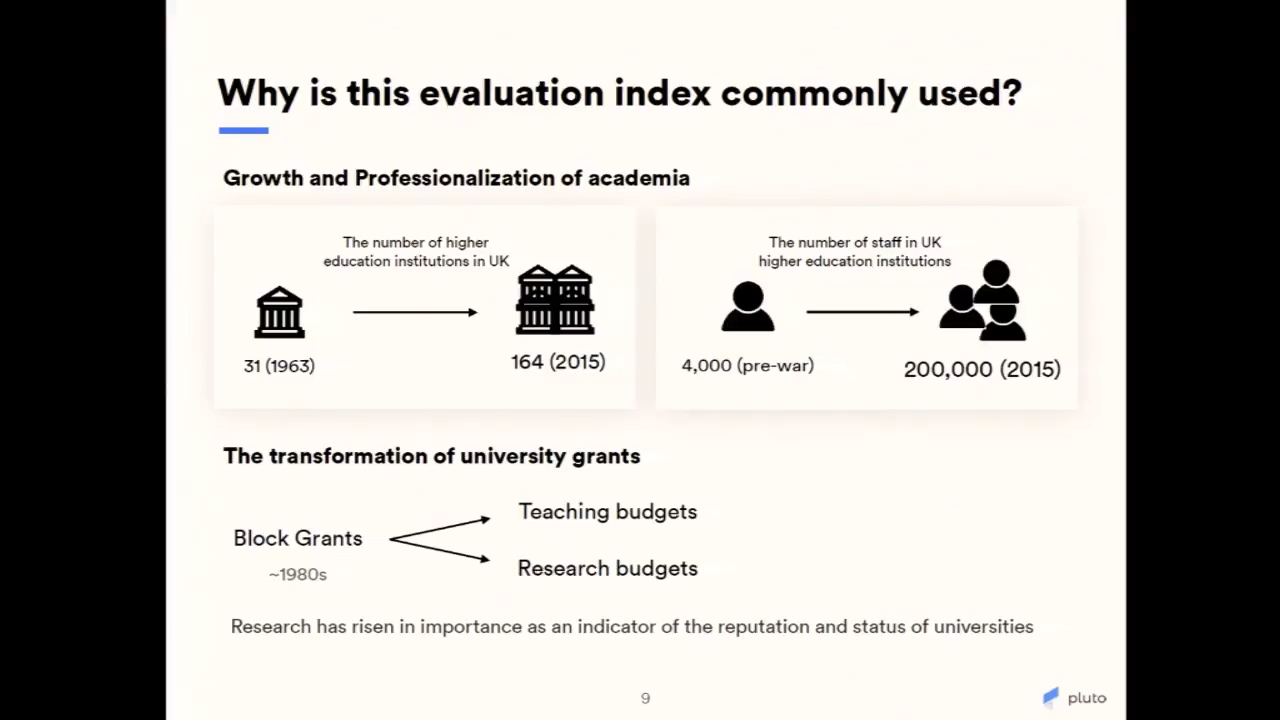 Why is this evaluation index commonly used?
Growth and Professionalization of academia
The number of higher
education institutions in UK
31 (1963)
164 (2015)
The number of staff in UK
higher education institutions
4,000 (pre-war)
200,000 (2015)
The transformation of university grants
Block Grants
~1980s
Teaching budgets
Research budgets
Research has risen in importance as an indicator of the reputation and status of universities
9
pluto